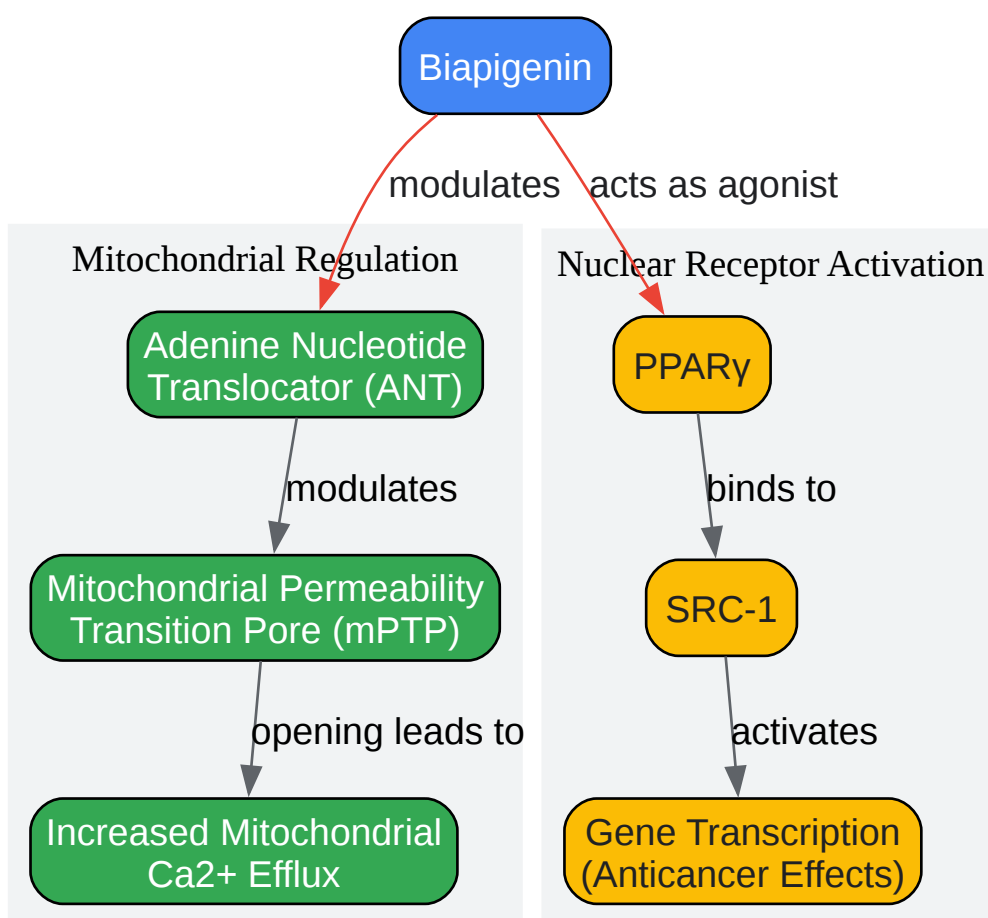 Biapigenin
modulates
acts as agonist
Mitochondrial Regulation
Nuclear Receptor Activation
Adenine Nucleotide
Translocator (ANT)
PPARγ
modulates
binds to
Mitochondrial Permeability
Transition Pore (mPTP)
SRC-1
opening leads to
activates
Increased Mitochondrial
Ca2+ Efflux
Gene Transcription
(Anticancer Effects)